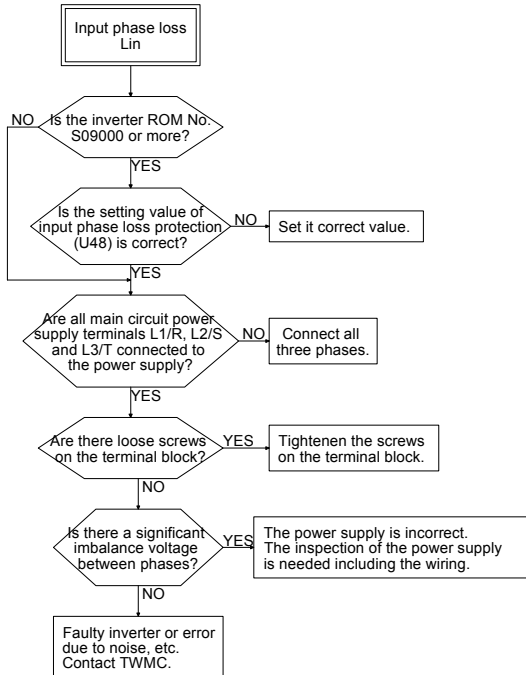 Input phase loss
Lin
NO
Is the inverter ROM No.
S09000 or more?
YES
Is the setting value of
input phase loss protection
(U48) is correct?
NO
Set it correct value.
YES
Are all main circuit power
supply terminals L1/R, L2/S
and L3/T connected to
the power supply?
NO
Connect all
three phases.
YES
Are there loose screws
on the terminal block?
YES
Tightenen the screws
on the terminal block.
NO
Is there a significant
imbalance voltage
between phases?
YES
The power supply is incorrect.
The inspection of the power supply
is needed including the wiring.
NO
Faulty inverter or error
due to noise, etc.
Contact TWMC.